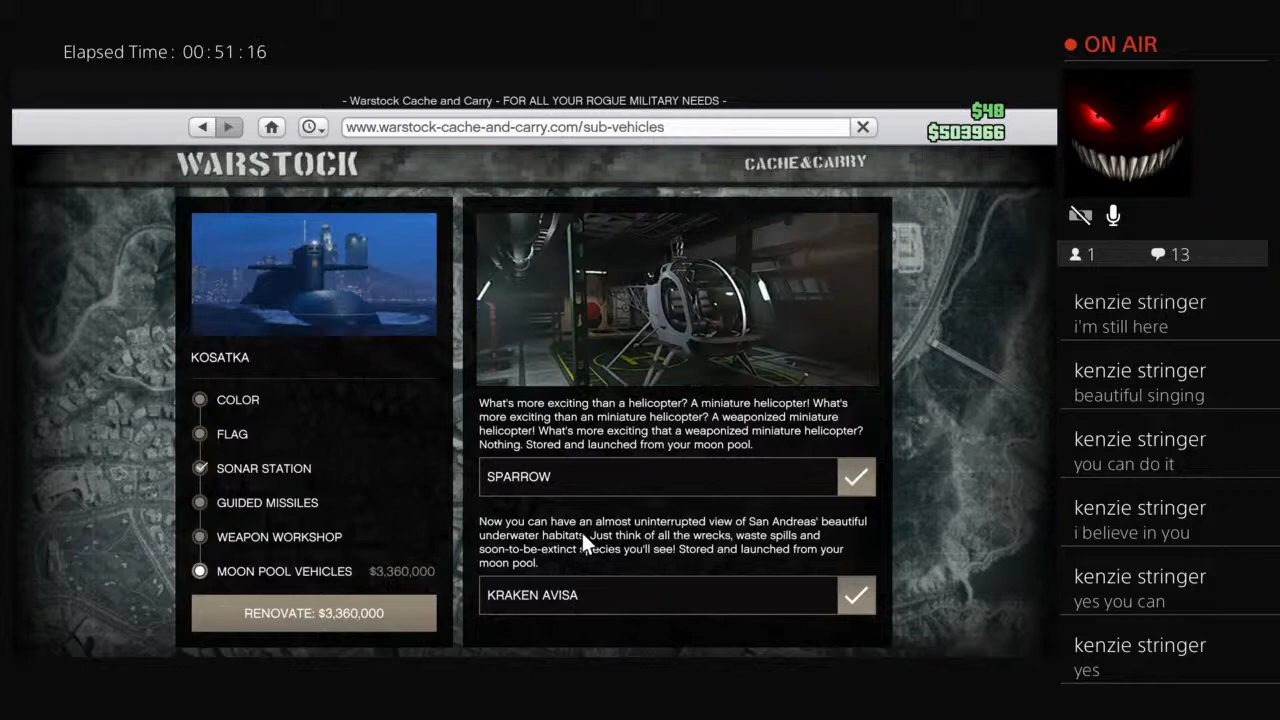 Elapsed Time: 00:51:16
ON AIR
- Warstock Cache and Carry - FOR ALL YOUR ROGUE MILITARY NEEDS -
$48
www.warstock-cache-and-carry.com/sub-vehicles
$503966
WARSTOCK
CACHE&CARRY
1
13
KOSATKA
COLOR
FLAG
SONAR STATION
GUIDED MISSILES
WEAPON WORKSHOP
MOON POOL VEHICLES $3,360,000
RENOVATE: $3,360,000
What's more exciting than a helicopter? A miniature helicopter! What's
more exciting than an miniature helicopter? A weaponized miniature
helicopter! What's more exciting that a weaponized miniature helicopter?
Nothing. Stored and launched from your moon pool.
SPARROW
Now you can have an almost uninterrupted view of San Andreas' beautiful
underwater habitats. Just think of all the wrecks, waste spills and
soon-to-be-extinct species you'll see! Stored and launched from your
moon pool.
KRAKEN AVISA
kenzie stringer
i'm still here
kenzie stringer
beautiful singing
kenzie stringer
you can do it
kenzie stringer
i believe in you
kenzie stringer
yes you can
kenzie stringer
yes